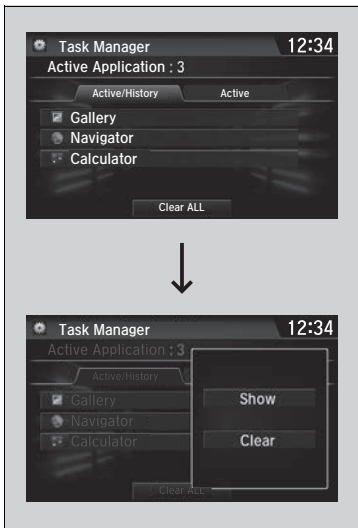 Task Manager 12:34
Active Application : 3
Active/History Active
Gallery
Navigator
Calculator
Clear ALL
Task Manager 12:34
Active Application : 3
Active/History
Gallery
Show
Navigator
Calculator
Clear
Clear ALL